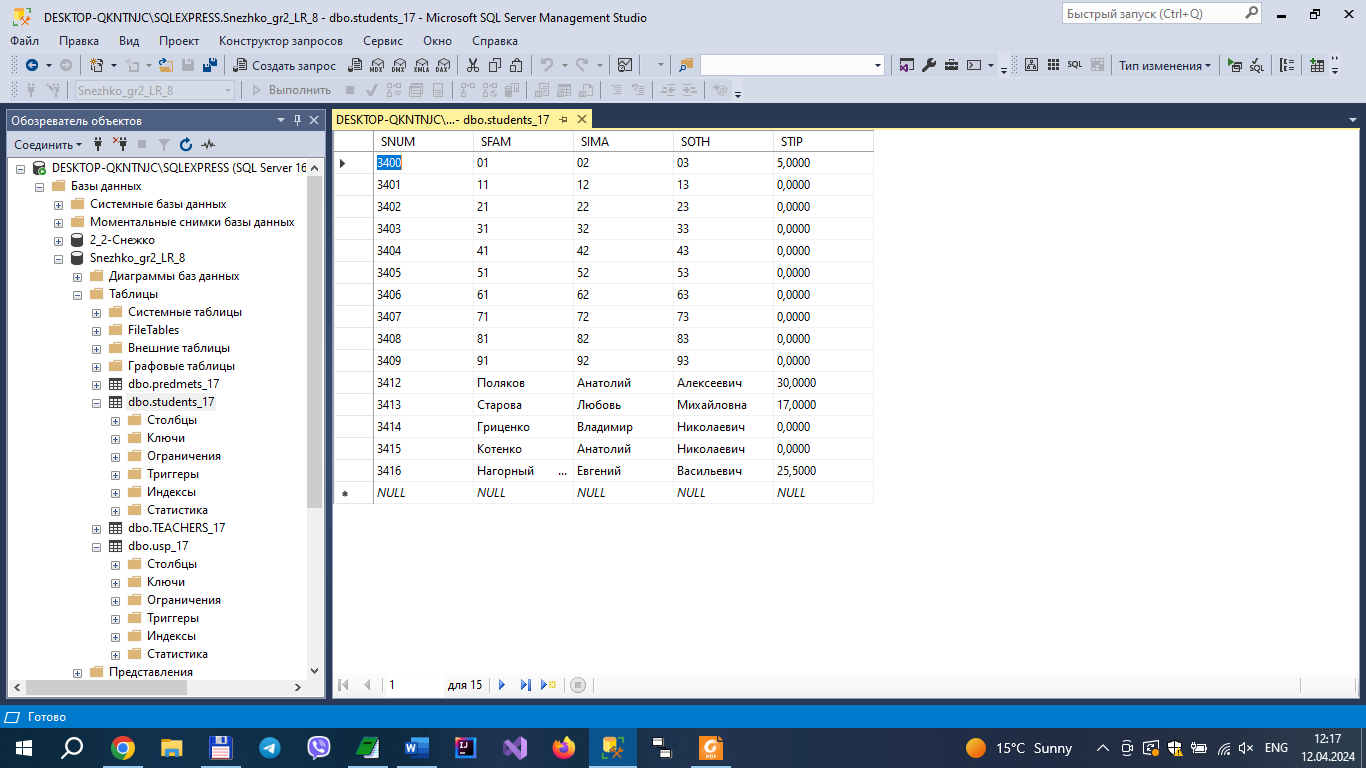 DESKTOP-QKNTNJC\SQLEXPRESS.Snezhko_gr2_LR_8 - dbo.students_17 - Microsoft SQL Server Management Studio
Быстрый запуск (Ctrl+Q)
Файл Правка Вид Проект Конструктор запросов Сервис Окно Справка
Создать запрос MDX DMX XMLA DAX SQL Тип изменения
Snezhko_gr2_LR_8 Выполнить
Обозреватель объектов
DESKTOP-QKNTNJC\...- dbo.students_17
Соединить
DESKTOP-QKNTNJC\SQLEXPRESS (SQL Server 16
Базы данных
Системные базы данных
Моментальные снимки базы данных
2_2-Снежко
Snezhko_gr2_LR_8
Диаграммы баз данных
Таблицы
Системные таблицы
FileTables
Внешние таблицы
Графовые таблицы
dbo.predmets_17
dbo.students_17
Столбцы
Ключи
Ограничения
Триггеры
Индексы
Статистика
dbo.TEACHERS_17
dbo.usp_17
Столбцы
Ключи
Ограничения
Триггеры
Индексы
Статистика
Представления
SNUM SFAM SIMA SOTH STIP
3400 01 02 03 5,0000
3401 11 12 13 0,0000
3402 21 22 23 0,0000
3403 31 32 33 0,0000
3404 41 42 43 0,0000
3405 51 52 53 0,0000
3406 61 62 63 0,0000
3407 71 72 73 0,0000
3408 81 82 83 0,0000
3409 91 92 93 0,0000
3412 Поляков Анатолий Алексеевич 30,0000
3413 Старова Любовь Михайловна 17,0000
3414 Гриценко Владимир Николаевич 0,0000
3415 Котенко Анатолий Николаевич 0,0000
3416 Нагорный ... Евгений Васильевич 25,5000
NULL NULL NULL NULL NULL
1 для 15
Готово
15°C Sunny ENG 12:17
12.04.2024